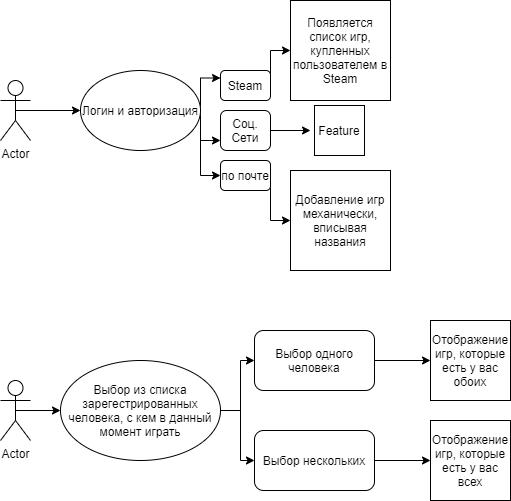 Появляется
список игр,
купленных
пользователем в
Steam
Steam
Actor
Логин и авторизация
Соц.
Сети
Feature
по почте
Добавление игр
механически,
вписывая
названия
Actor
Выбор из списка
зарегестрированных
человека, с кем в данный
момент играть
Выбор одного
человека
Отображение
игр, которые
есть у вас
обоих
Выбор нескольких
Отображение
игр, которые
есть у вас
всех